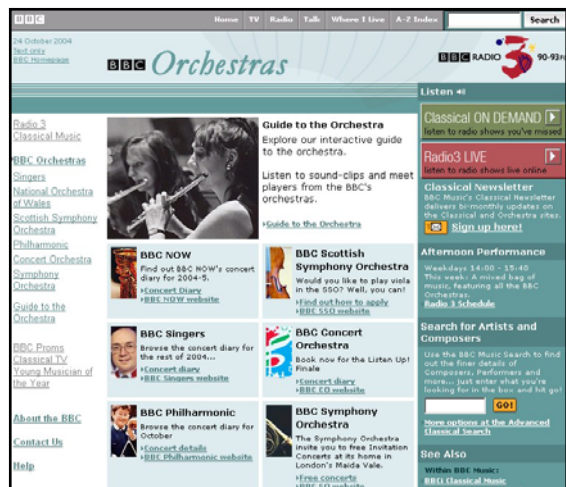 BBC
Home TV Radio Talk Where I Live A-Z Index Search
24 October 2004
Text only
BBC Homepage
BBC Orchestras
BBC RADIO 3 90-93
Radio 3
Classical Music
BBC Orchestras
Singers
National Orchestra
of Wales
Scottish Symphony
Orchestra
Philharmonic
Concert Orchestra
Symphony
Orchestra
Guide to the
Orchestra
BBC Proms
Classical TV
Young Musician of
the Year
About the BBC
Contact Us
Help
Guide to the Orchestra
Explore our interactive guide
to the orchestra.
Listen to sound-clips and meet
players from the BBC's
orchestras.
Guide to the Orchestra
BBC NOW
Find out BBC NOW's concert
diary for 2004-5.
Concert Diary
BBC NOW website
BBC Scottish
Symphony Orchestra
Would you like to play viola
in the SSO? Well, you can!
Find out how to apply
BBC SSO website
BBC Singers
Browse the concert diary for
the rest of 2004...
Concert diary
BBC Singers website
BBC Concert
Orchestra
Book now for the Listen Up!
Finale
Concert diary
BBC CO website
BBC Philharmonic
Browse the concert diary for
October
Concert details
BBC Philharmonic website
BBC Symphony
Orchestra
The Symphony Orchestra
invite you to free Invitation
Concerts at its home in
London's Maida Vale.
Free concerts
BBC SO website
Listen
Classical ON DEMAND
listen to radio shows you've missed
Radio3 LIVE
listen to radio shows live online
Classical Newsletter
BBC Music's Classical Newsletter
delivers bi-monthly updates on
the Classical and Orchestra sites.
Sign up here!
Afternoon Performance
Weekdays 14:00 - 15:40
This week: A mixed bag of
music, featuring all the BBC
Orchestras.
Radio 3 Schedule
Search for Artists and
Composers
Use the BBC Music Search to find
out the finer details of
Composers, Performers and
more... just enter what you're
looking for in the box and hit go!
GO!
More options at the Advanced
Classical Search
See Also
Within BBC Music:
BBCi Classical Music